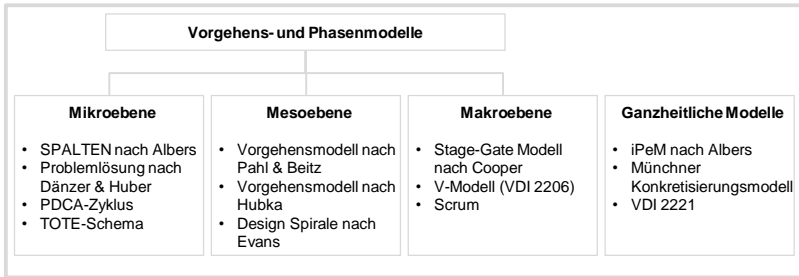 Vorgehens- und Phasenmodelle
Mikroebene
• SPALTEN nach Albers
• Problemlösung nach
Dänzer & Huber
• PDCA-Zyklus
• TOTE-Schema
Mesoebene
• Vorgehensmodell nach
Pahl & Beitz
• Vorgehensmodell nach
Hubka
• Design Spirale nach
Evans
Makroebene
• Stage-Gate Modell
nach Cooper
• V-Modell (VDI 2206)
• Scrum
Ganzheitliche Modelle
• iPeM nach Albers
• Münchner
Konkretisierungsmodell
• VDI 2221